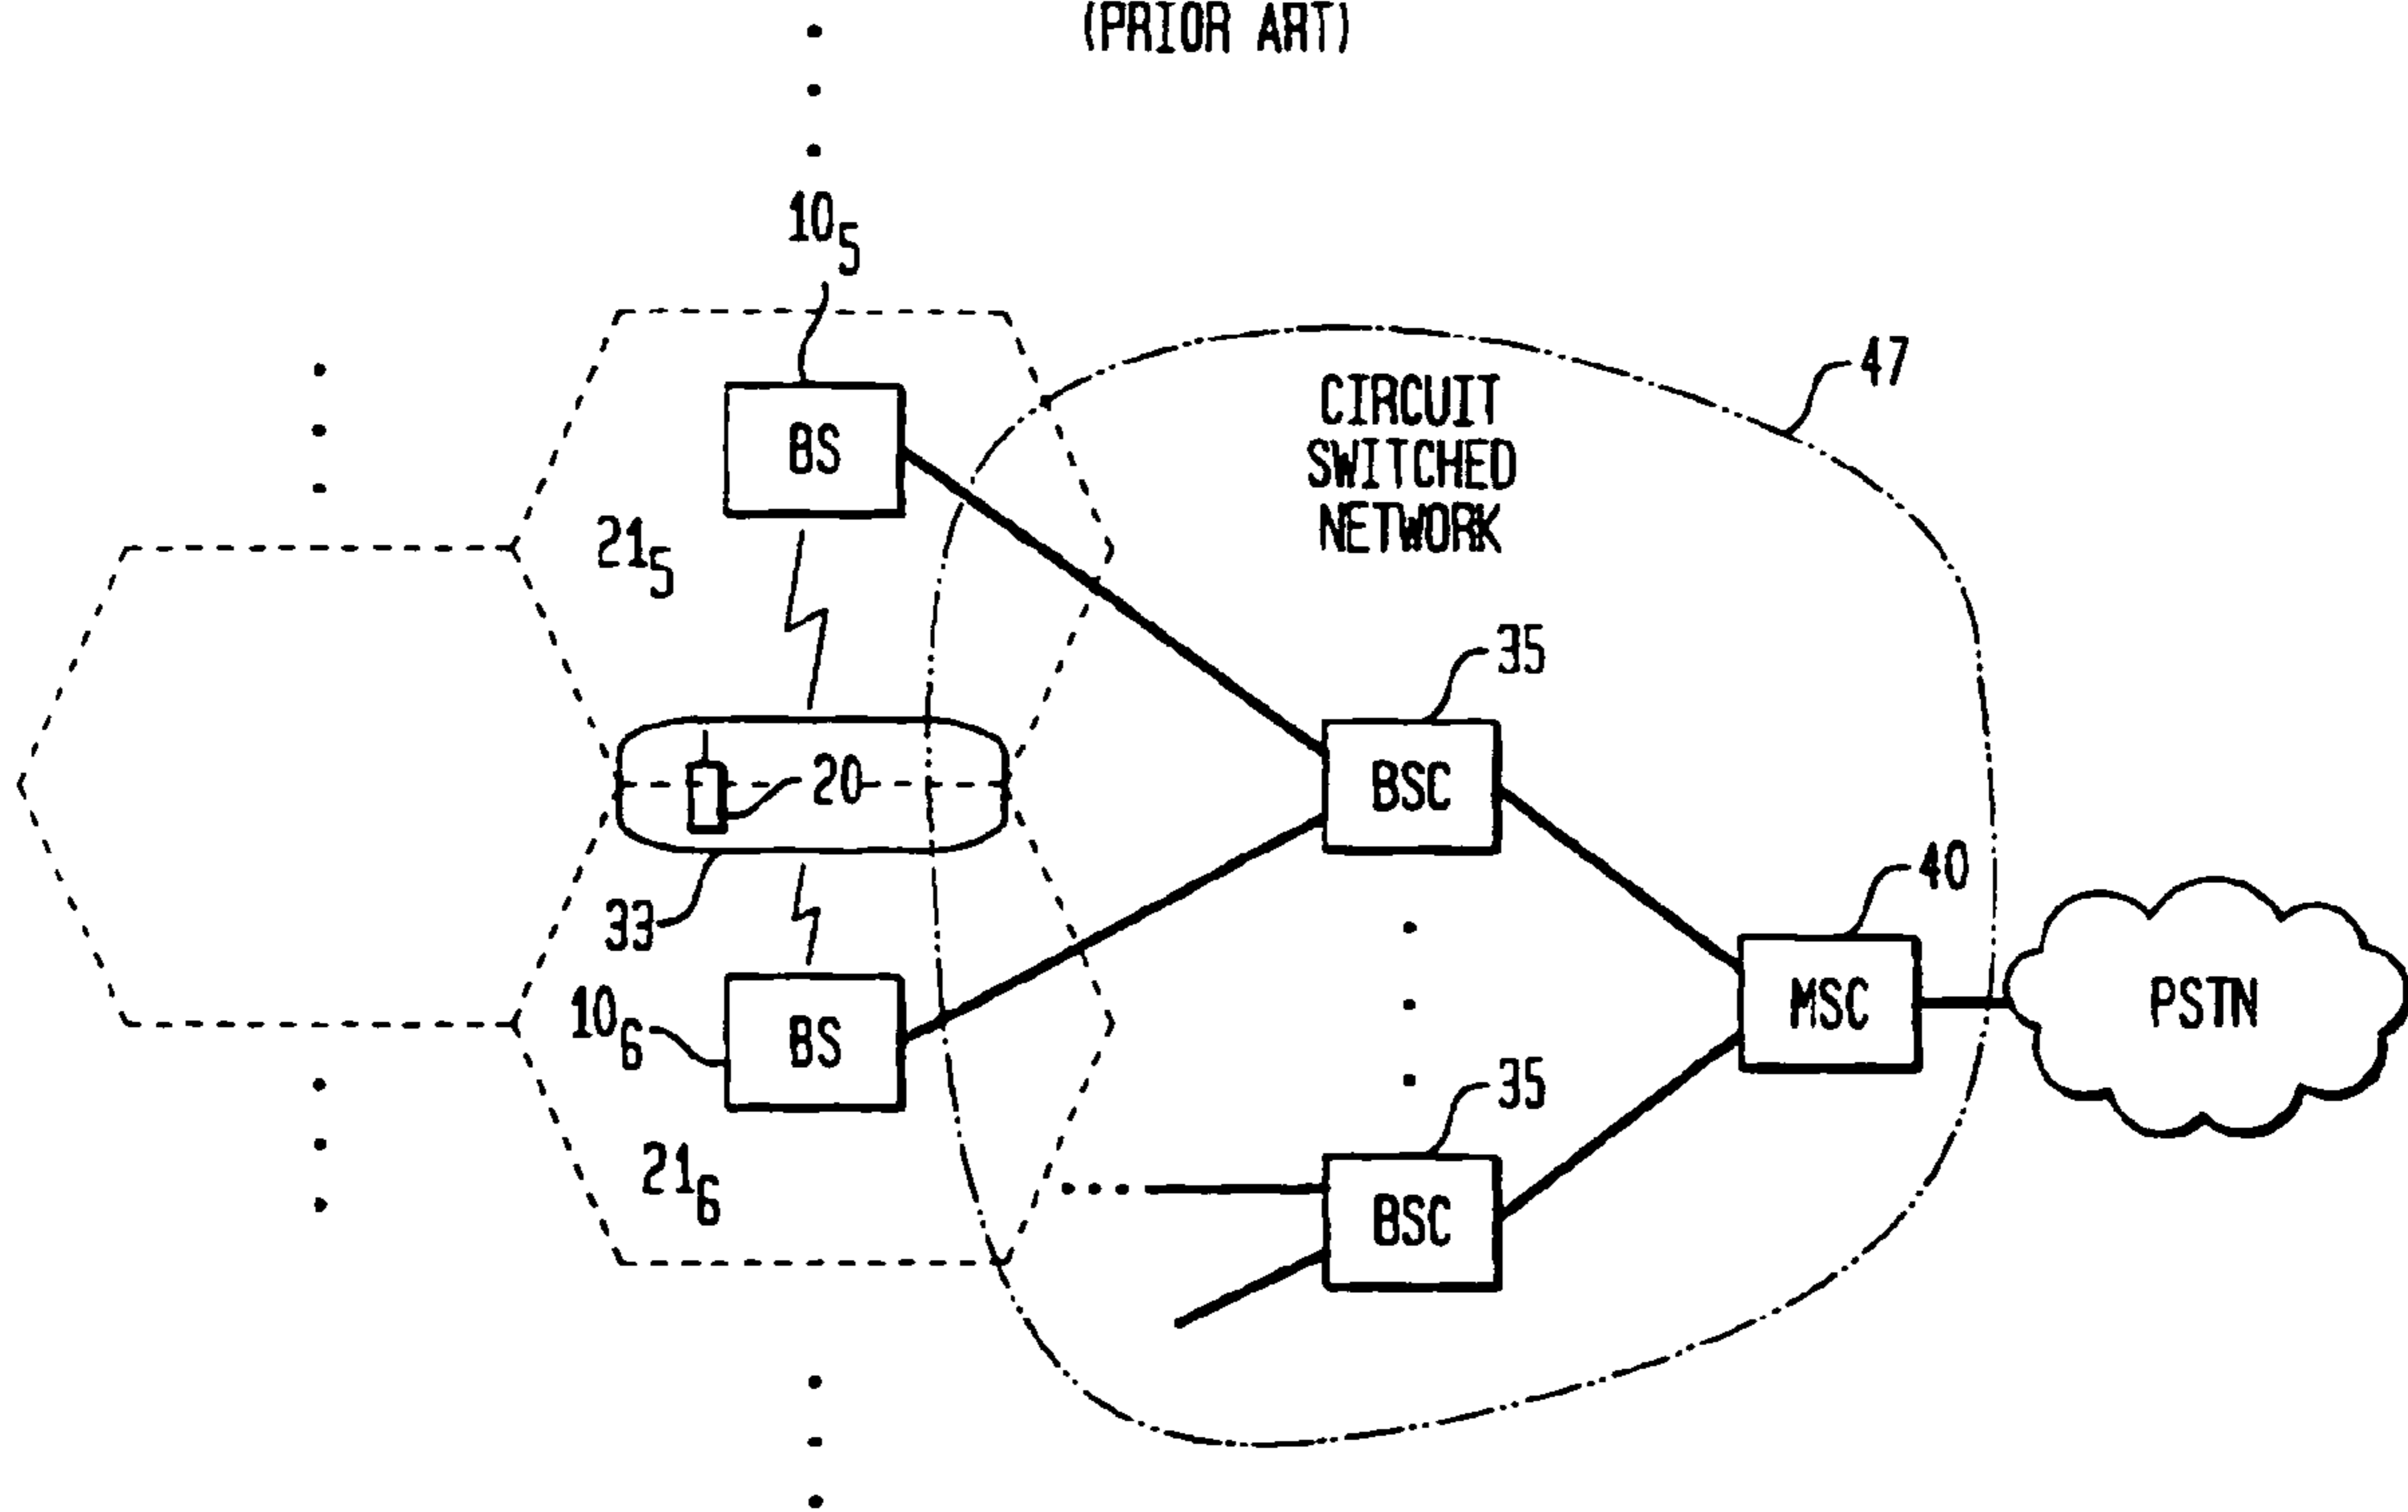 (PRIOR ART)
10₅
47
CIRCUIT
SWITCHED
NETWORK
BS
21₅
35
20
BSC
40
33
10₆
BS
MSC
PSTN
35
21₆
BSC